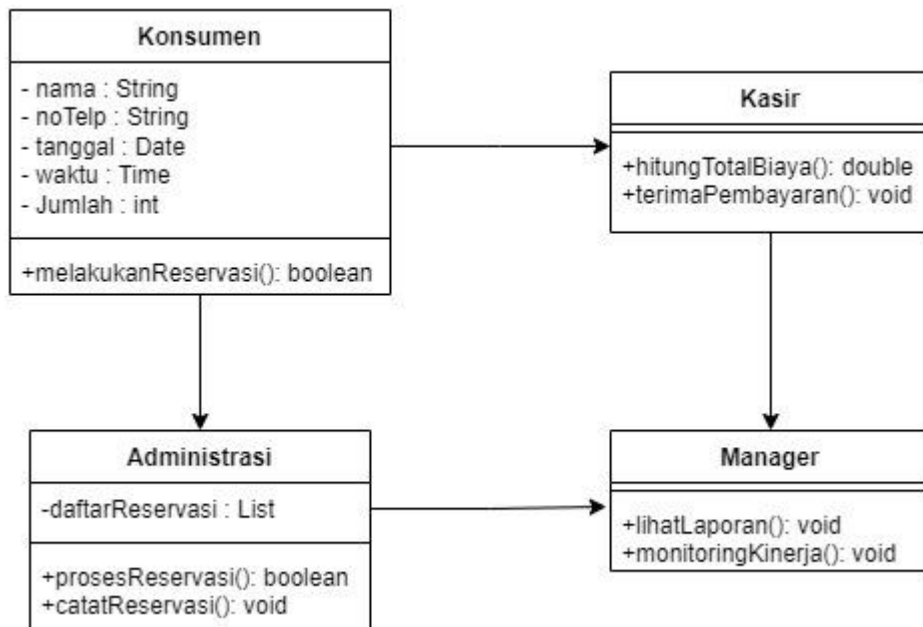 Konsumen
- nama : String
- noTelp : String
- tanggal : Date
- waktu : Time
- Jumlah : int
+melakukanReservasi(): boolean
Kasir
+hitungTotalBiaya(): double
+terimaPembayaran(): void
Administrasi
-daftarReservasi : List
+prosesReservasi(): boolean
+catatReservasi(): void
Manager
+lihatLaporan(): void
+monitoringKinerja(): void